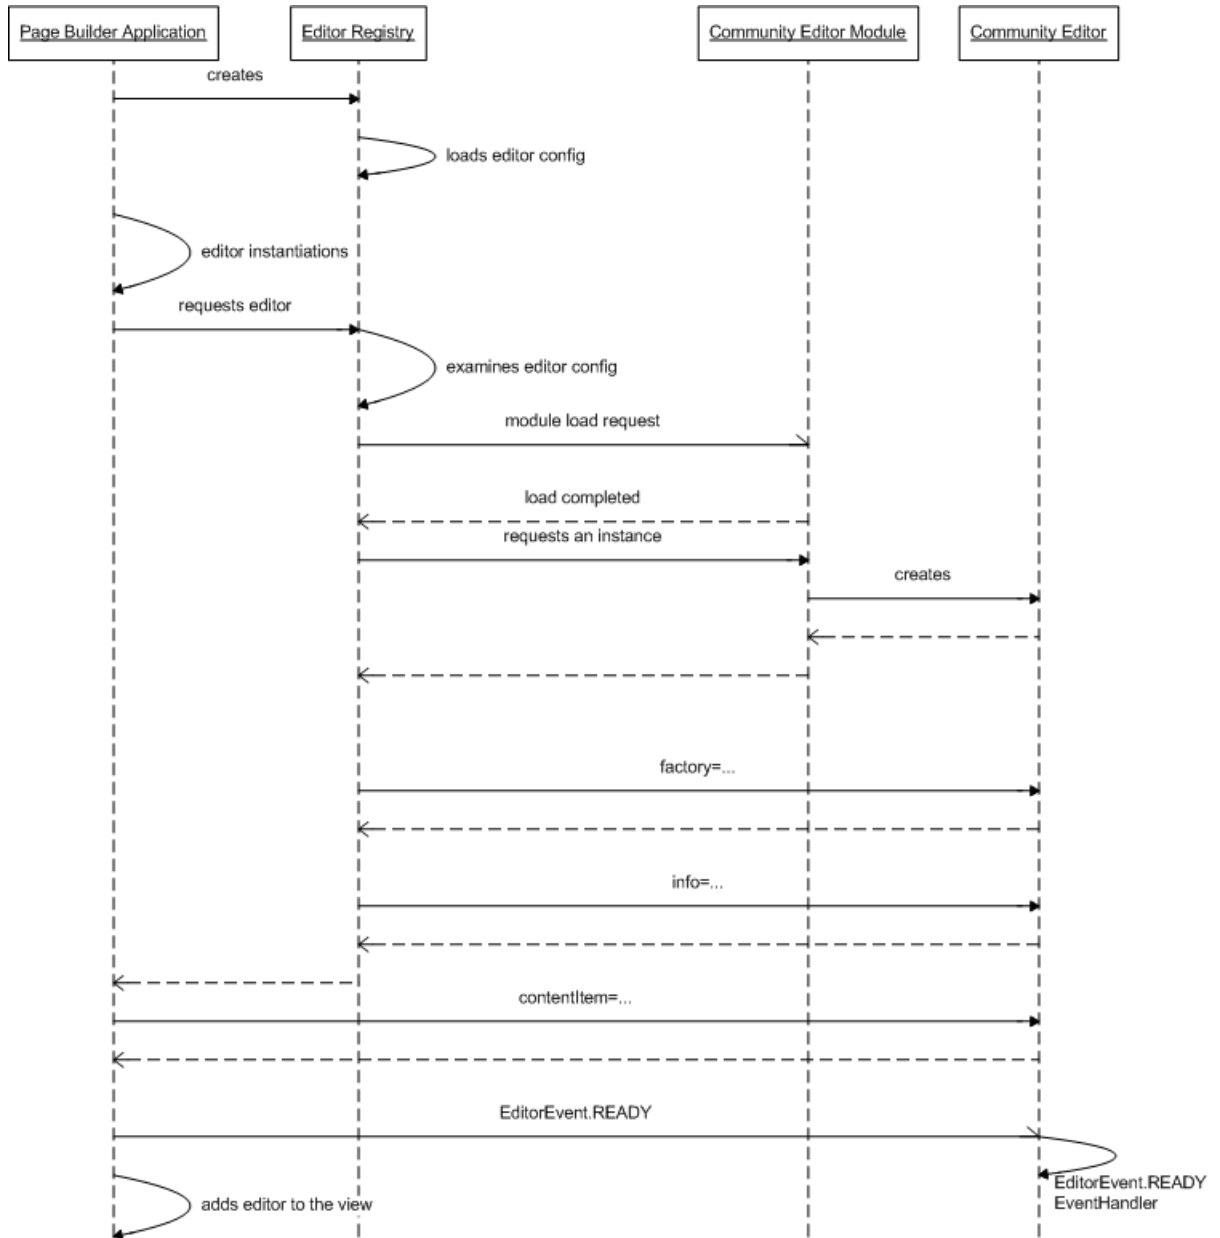 Page Builder Application
Editor Registry
Community Editor Module
Community Editor
creates
loads editor config
editor instantiations
requests editor
examines editor config
module load request
load completed
requests an instance
creates
factory=...
info=...
contentItem=...
EditorEvent.READY
EditorEvent.READY
EventHandler
adds editor to the view